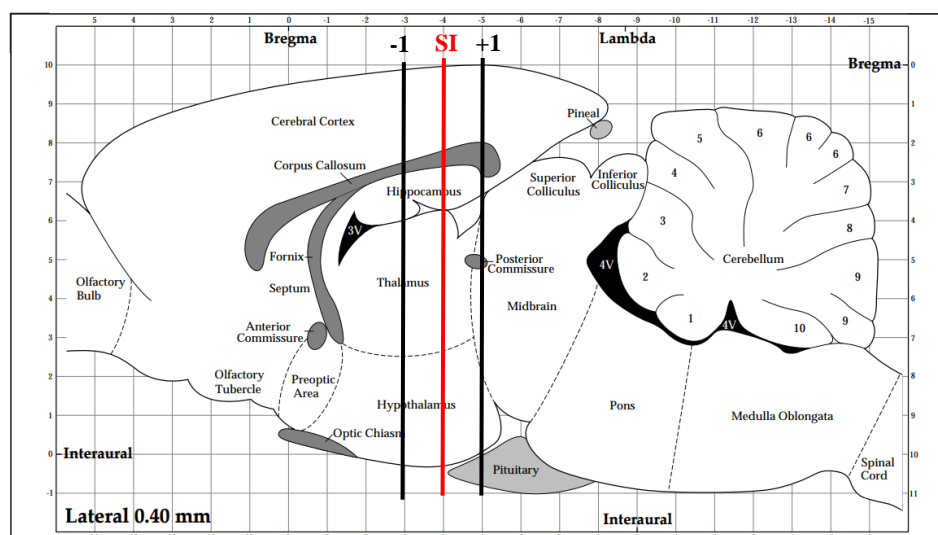 Bregma
-1
SI
+1
Lambda
5 4 3 2 1 0 -1 -2 -3 -4 -5 -6 -7 -8 -9 -10 -11 -12 -13 -14 -15
Bregma
10
0
9
1
8
2
7
3
6
4
5
5
4
6
3
7
2
8
1
9
0
10
-1
11
Cerebral Cortex
Pineal
Corpus Callosum
Hippocampus
Superior
Colliculus
Inferior
Colliculus
5
6
6
6
4
7
3
8
3V
Fornix
Thalamus
Posterior
Commissure
4V
2
Cerebellum
9
Olfactory
Bulb
Septum
Midbrain
Anterior
Commissure
1
4V
10
9
Olfactory
Tubercle
Preoptic
Area
Hypothalamus
Pons
Medulla Oblongata
Optic Chiasm
Interaural
Pituitary
Spinal
Cord
Lateral 0.40 mm
Interaural